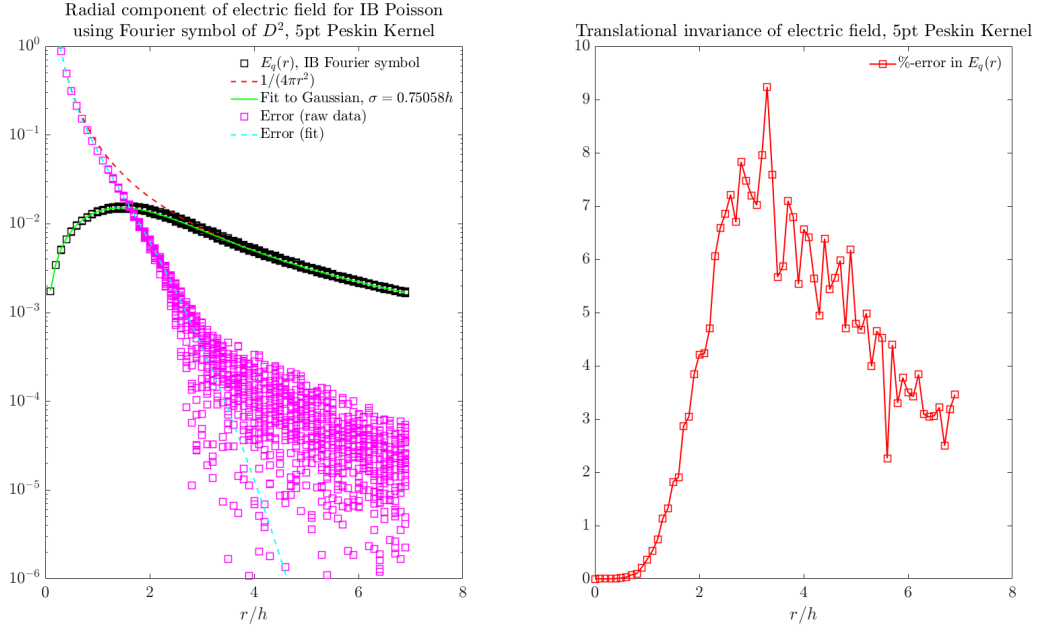 Radial component of electric field for IB Poisson
using Fourier symbol of D², 5pt Peskin Kernel
10⁰
10⁻¹
10⁻²
10⁻³
10⁻⁴
10⁻⁵
10⁻⁶
E_q(r), IB Fourier symbol
1/(4πr²)
Fit to Gaussian, σ = 0.75058h
Error (raw data)
Error (fit)
0 2 4 6 8
r/h
Translational invariance of electric field, 5pt Peskin Kernel
10
9
8
7
6
5
4
3
2
1
0
%-error in E_q(r)
0 2 4 6 8
r/h